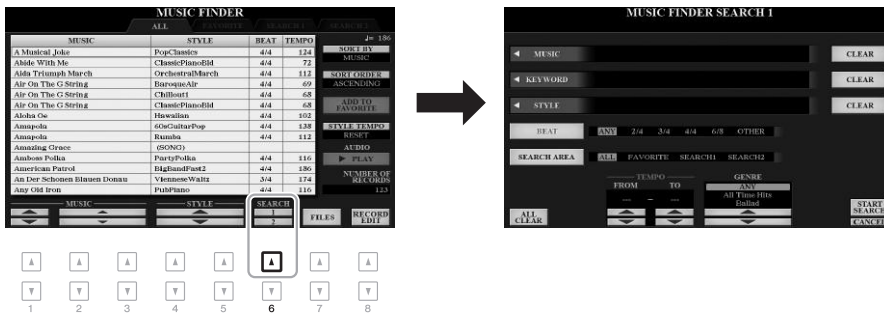 MUSIC FINDER
ALL FAVORITE SEARCH 1 SEARCH 2
MUSIC STYLE BEAT TEMPO
A Musical Joke PopClassics 4/4 124
Abide With Me ClassicPianoBld 4/4 72
Aida Triumph March OrchestralMarch 4/4 112
Air On The G String BaroqueAir 4/4 69
Air On The G String Chillout1 4/4 68
Air On The G String ClassicPianoBld 4/4 68
Aloha Oe Hawaiian 4/4 102
Amapola 60sGuitarPop 4/4 138
Amapola Rumba 4/4 112
Amazing Grace (SONG)
Amboss Polka PartyPolka 4/4 116
American Patrol BigBandFast2 4/4 186
An Der Schonen Blauen Donau VienneseWaltz 3/4 174
Any Old Iron PubPiano 4/4 116
♩= 186
SORT BY
MUSIC
SORT ORDER
ASCENDING
ADD TO
FAVORITE
STYLE TEMPO
RESET
AUDIO
▶ PLAY
NUMBER OF
RECORDS
123
MUSIC STYLE SEARCH
1
2
FILES
RECORD
EDIT
1 2 3 4 5 6 7 8
MUSIC FINDER SEARCH 1
◀ MUSIC CLEAR
◀ KEYWORD CLEAR
◀ STYLE CLEAR
BEAT ANY 2/4 3/4 4/4 6/8 OTHER
SEARCH AREA ALL FAVORITE SEARCH1 SEARCH2
TEMPO GENRE
FROM TO
--- – ---
ANY
All Time Hits
Ballad
ALL
CLEAR
START
SEARCH
CANCEL